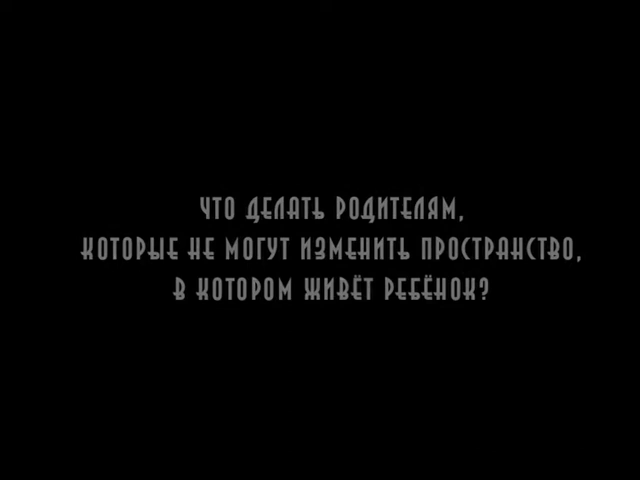 ЧТО ДЕЛАТЬ РОДИТЕЛЯМ,
КОТОРЫЕ НЕ МОГУТ ИЗМЕНИТЬ ПРОСТРАНСТВО,
В КОТОРОМ ЖИВЁТ РЕБЁНОК?